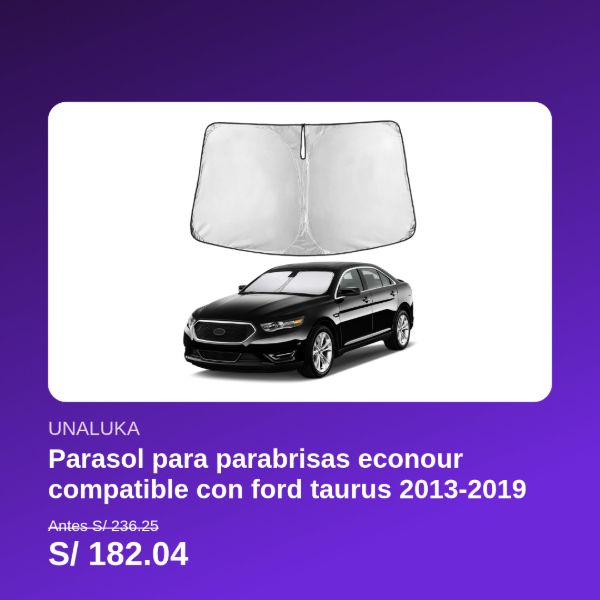 UNALUKA
Parasol para parabrisas econour
compatible con ford taurus 2013-2019
Antes S/ 236.25
S/ 182.04